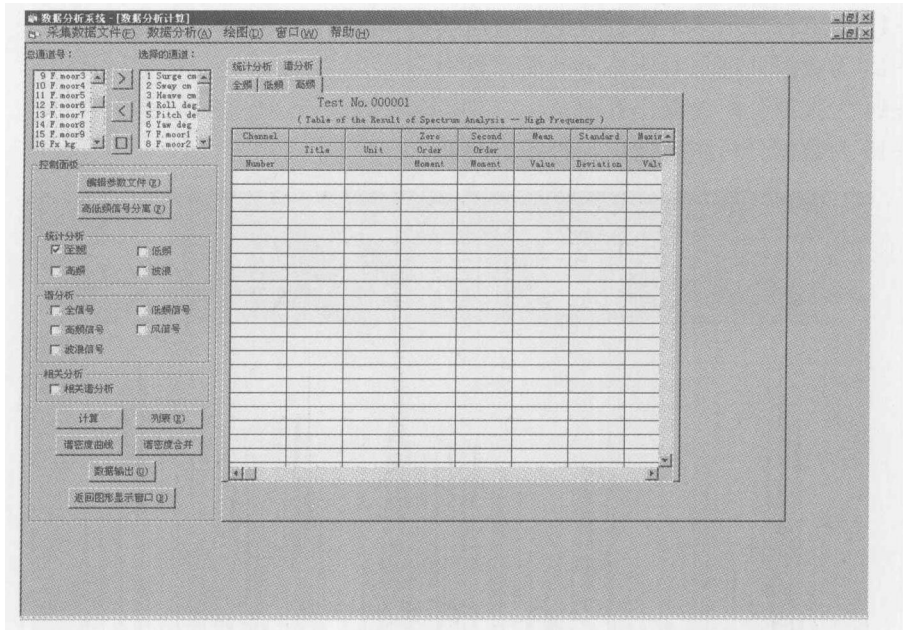 数据分析系统 - [数据分析计算]
采集数据文件(F) 数据分析(A) 绘图(D) 窗口(W) 帮助(H)
总通道号：
选择的通道：
9 F.moor3
10 F.moor4
11 F.moor5
12 F.moor6
13 F.moor7
14 F.moor8
15 F.moor9
16 Fx kg
>
<
1 Surge cm
2 Sway cm
3 Heave cm
4 Roll deg
5 Pitch de
6 Yaw deg
7 F.moor1
8 F.moor2
控制面板
编辑参数文件(E)
高低频信号分离
统计分析
全频 低频
高频 波浪
谱分析
全信号 低频信号
高频信号 风信号
波浪信号
相关分析
相关谱分析
计算 列表
谱密度曲线 谱密度合并
数据输出(O)
返回图形显示窗口
统计分析 谱分析
全频 低频 高频
Test No. 000001
( Table of the Result of Spectrum Analysis -- High Frequency )
Channel Zero Second Mean Standard Maxim
Title Unit Order Order
Number Moment Moment Value Deviation Valu